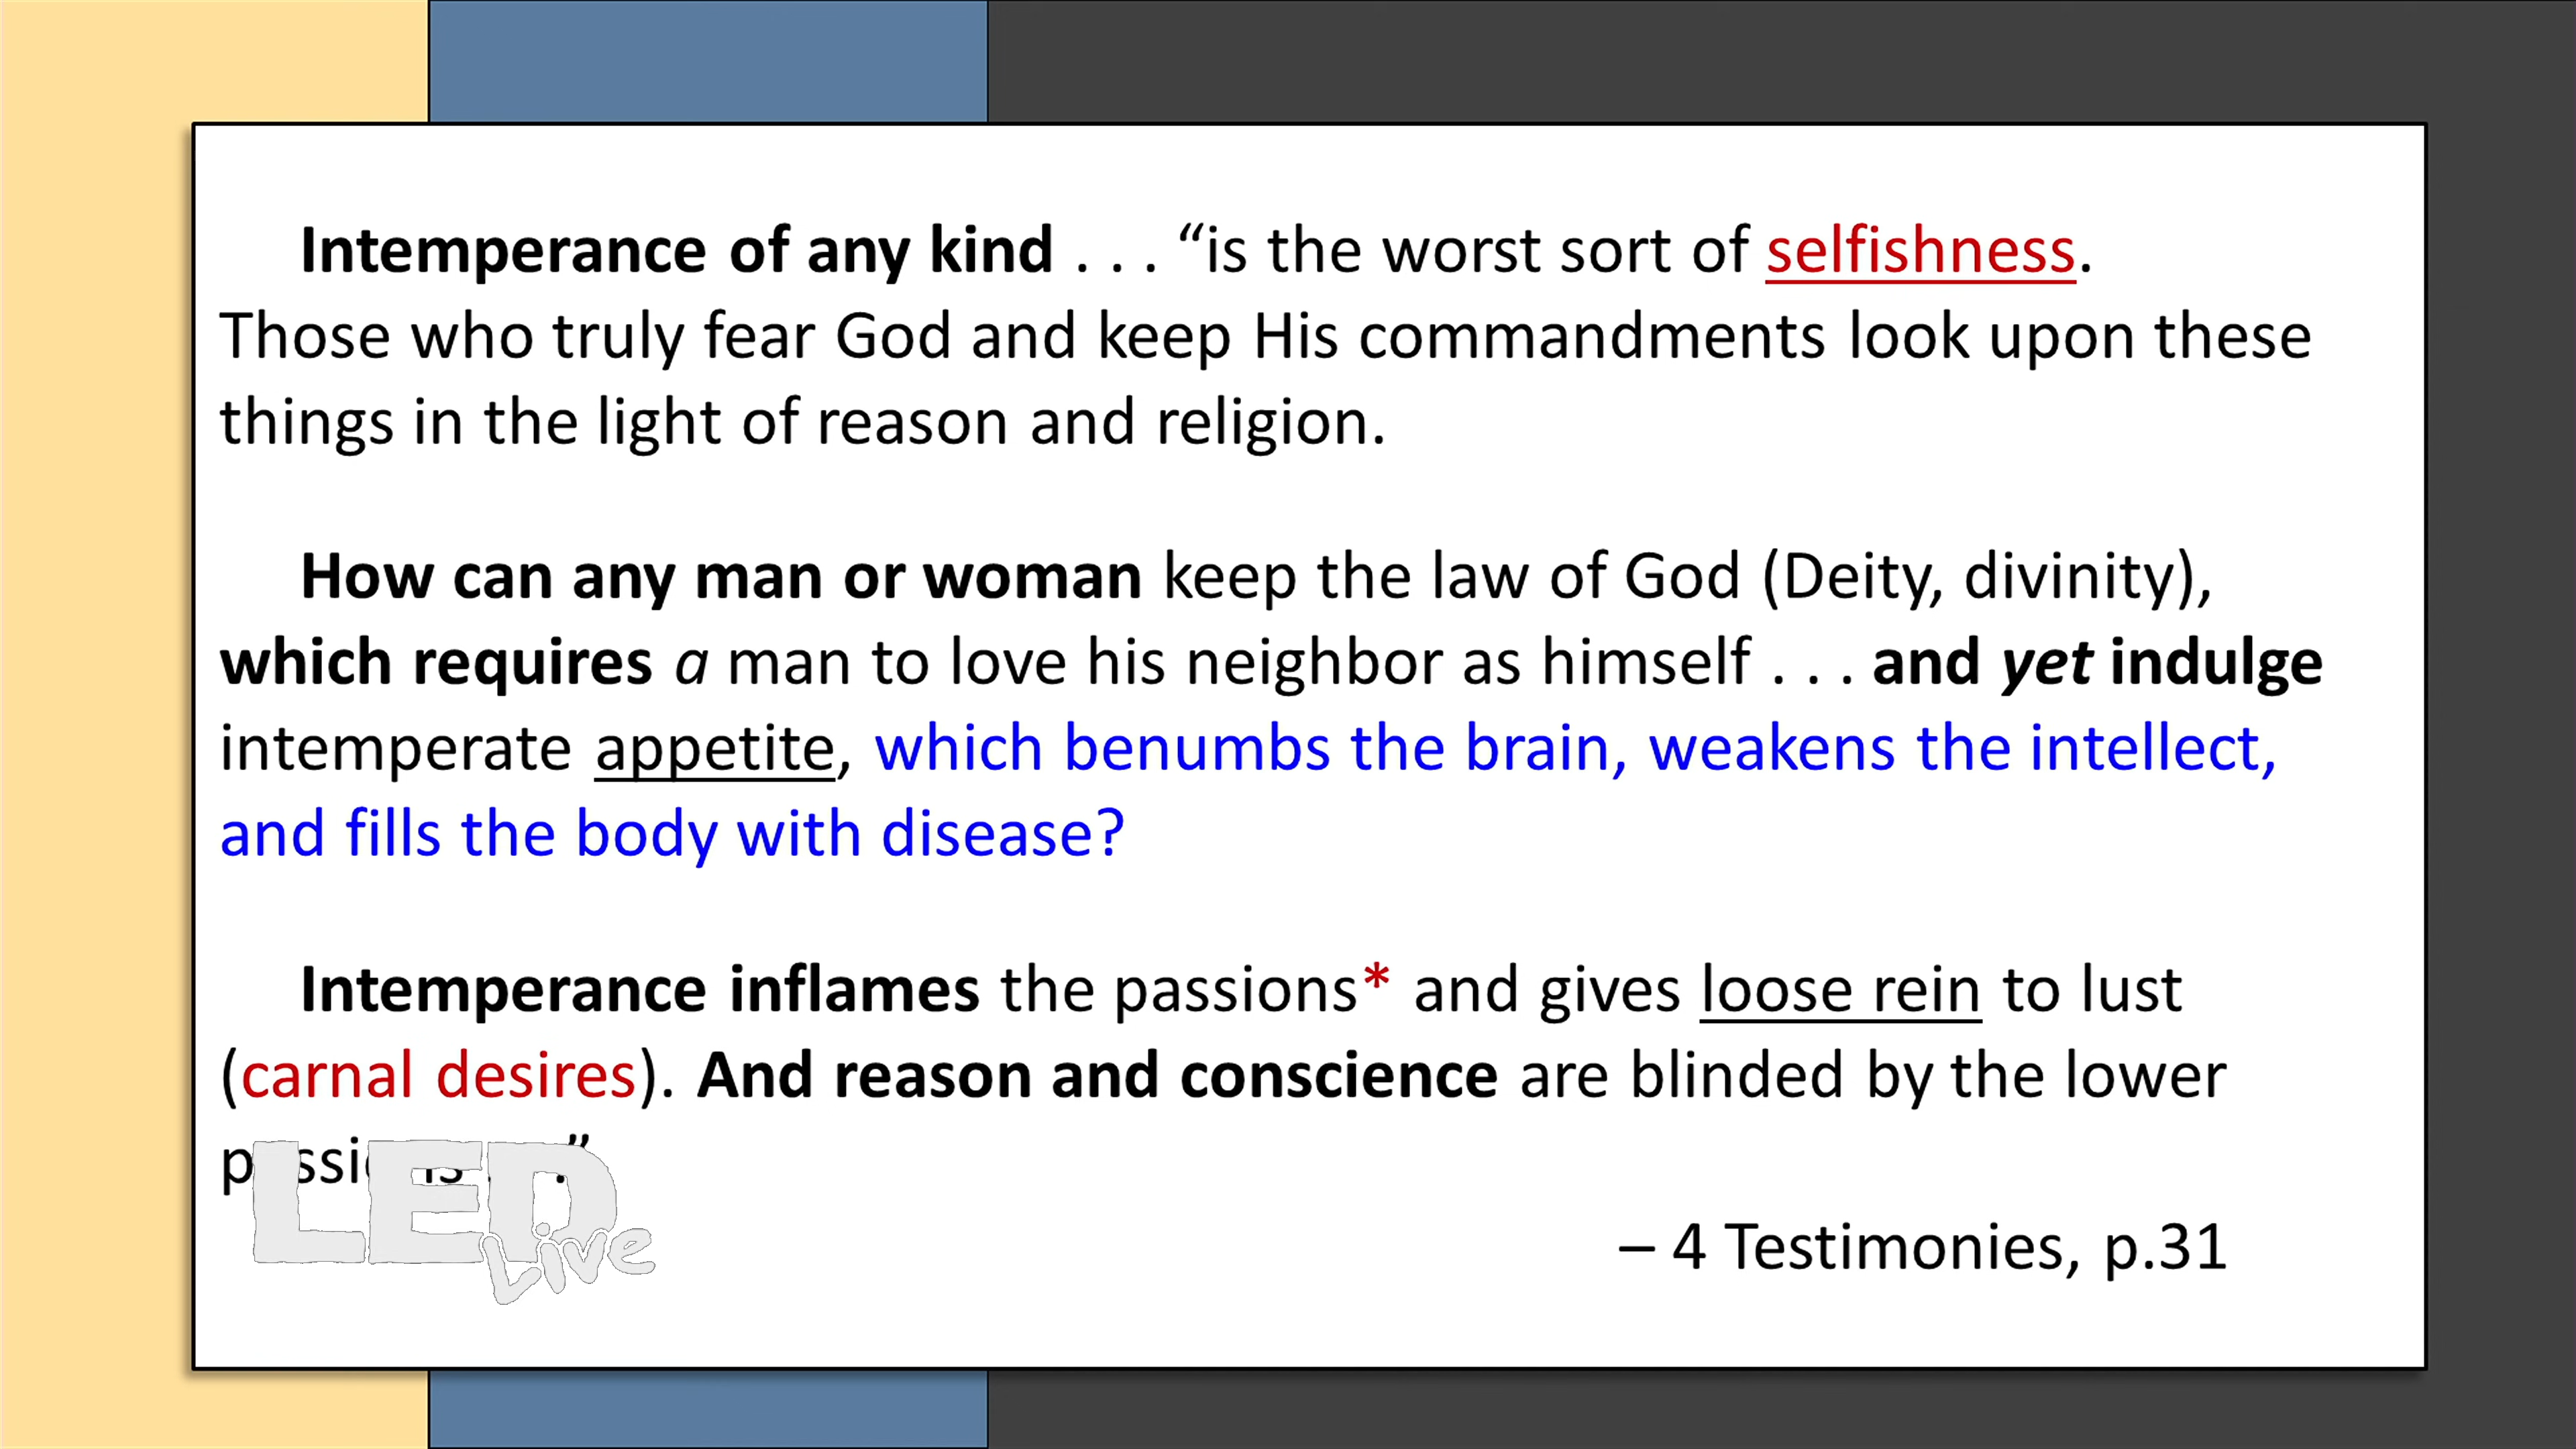 Intemperance of any kind . . . “is the worst sort of selfishness.
Those who truly fear God and keep His commandments look upon these
things in the light of reason and religion.
How can any man or woman keep the law of God (Deity, divinity),
which requires a man to love his neighbor as himself . . . and yet indulge
intemperate appetite, which benumbs the brain, weakens the intellect,
and fills the body with disease?
Intemperance inflames the passions* and gives loose rein to lust
(carnal desires). And reason and conscience are blinded by the lower
LED
Live
– 4 Testimonies, p.31